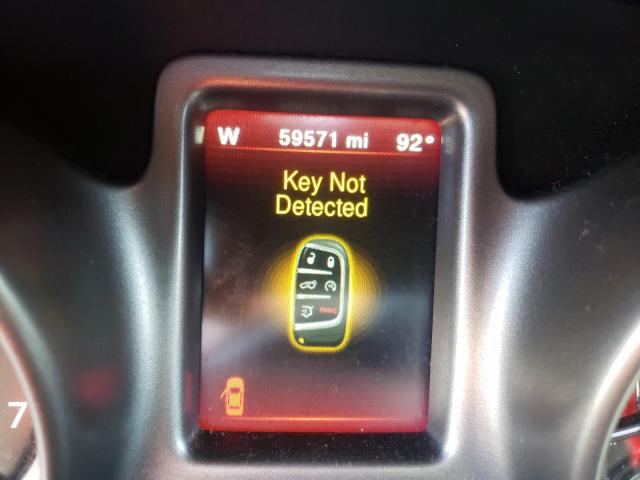 W 59571 mi 92°
Key Not
Detected
PANIC
7